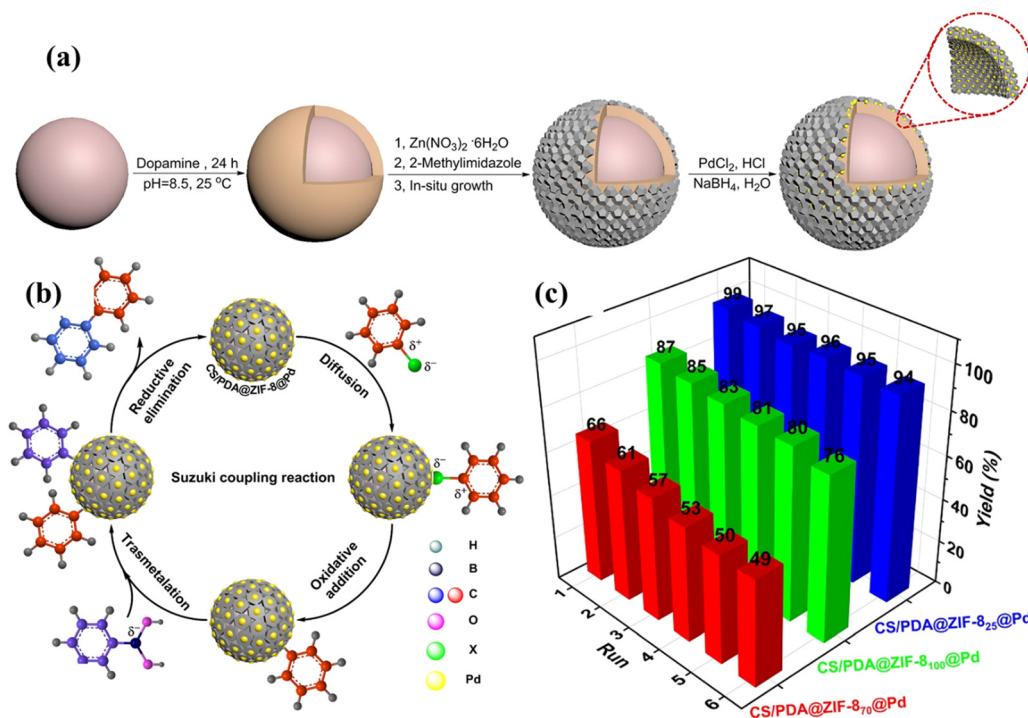 (a)
Dopamine , 24 h
pH=8.5, 25 °C
1, Zn(NO₃)₂ ·6H₂O
2, 2-Methylimidazole
3, In-situ growth
PdCl₂, HCl
NaBH₄, H₂O
(b)
Reductive
elimination
CS/PDA@ZIF-8@Pd
Diffusion
δ⁺
δ⁻
Suzuki coupling reaction
δ⁻
δ⁺
Trasmetalation
Oxidative
addition
δ⁻
H
B
C
O
X
Pd
(c)
99
97
95
96
95
94
87
85
83
81
80
76
66
61
57
53
50
49
100
80
60
40
20
0
Yield (%)
1
2
3
4
5
6
Run
CS/PDA@ZIF-8₂₅@Pd
CS/PDA@ZIF-8₁₀₀@Pd
CS/PDA@ZIF-8₇₀@Pd